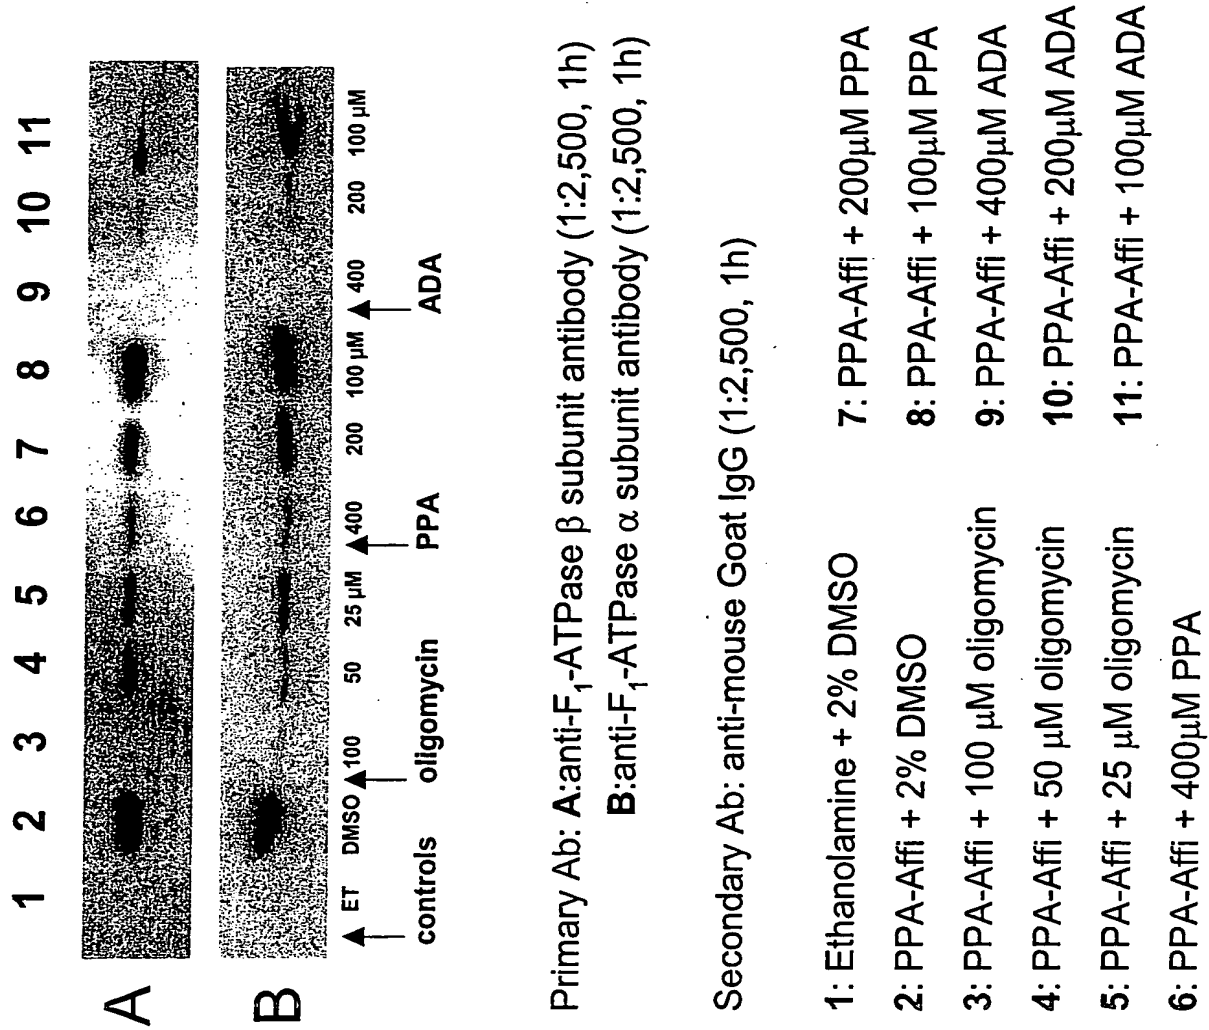 1 2 3 4 5 6 7 8 9 10 11
A
B
ET DMSO 100 50 25 µM 400 200 100 µM 400 200 100 µM
controls oligomycin PPA ADA
Primary Ab: A:anti-F1-ATPase β subunit antibody (1:2,500, 1h)
B:anti-F1-ATPase α subunit antibody (1:2,500, 1h)
Secondary Ab: anti-mouse Goat IgG (1:2,500, 1h)
1: Ethanolamine + 2% DMSO
2: PPA-Affi + 2% DMSO
3: PPA-Affi + 100 µM oligomycin
4: PPA-Affi + 50 µM oligomycin
5: PPA-Affi + 25 µM oligomycin
6: PPA-Affi + 400µM PPA
7: PPA-Affi + 200µM PPA
8: PPA-Affi + 100µM PPA
9: PPA-Affi + 400µM ADA
10: PPA-Affi + 200µM ADA
11: PPA-Affi + 100µM ADA